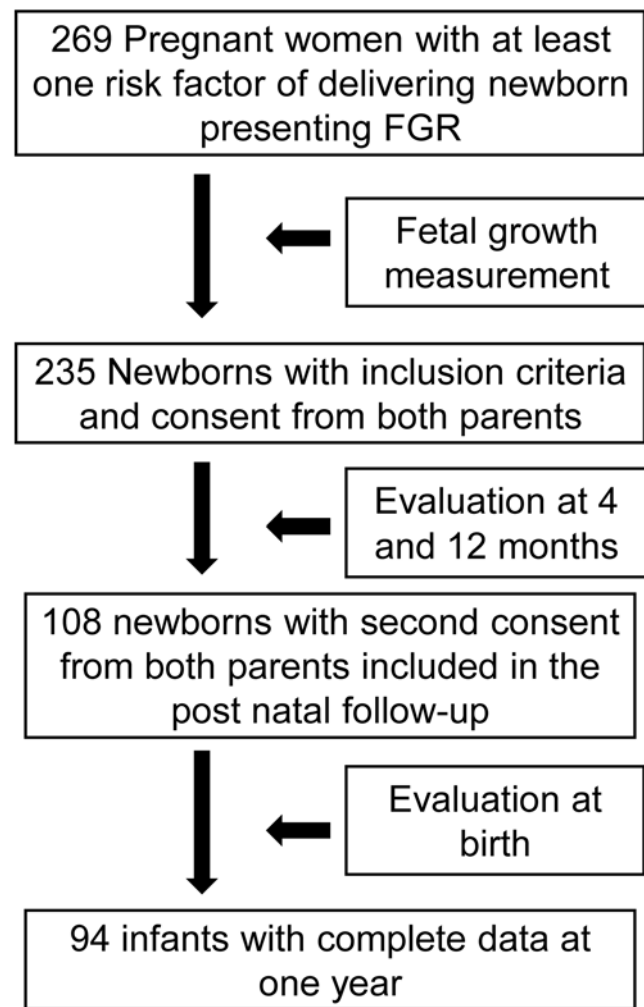 269 Pregnant women with at least
one risk factor of delivering newborn
presenting FGR
Fetal growth
measurement
235 Newborns with inclusion criteria
and consent from both parents
Evaluation at 4
and 12 months
108 newborns with second consent
from both parents included in the
post natal follow-up
Evaluation at
birth
94 infants with complete data at
one year